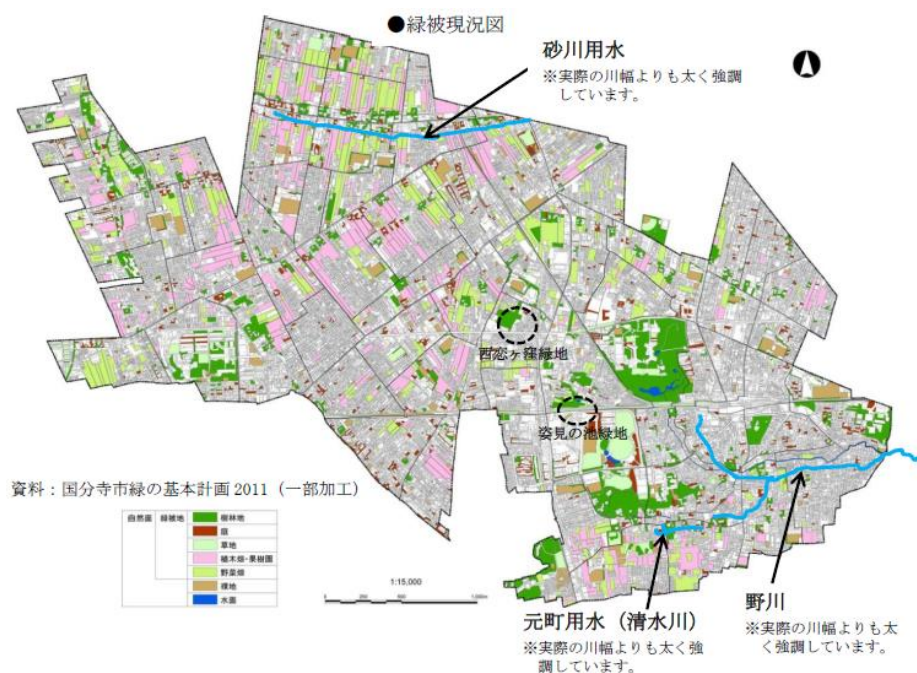 ●緑被現況図
砂川用水
※実際の川幅よりも太く強調
しています。
西恋ヶ窪緑地
姿見の池緑地
資料：国分寺市緑の基本計画 2011（一部加工）
自然面
緑被地
樹林地
庭
草地
植木畑・果樹園
野菜畑
裸地
水面
1:15,000
元町用水（清水川）
※実際の川幅よりも太く強
調しています。
野川
※実際の川幅よりも太
く強調しています。